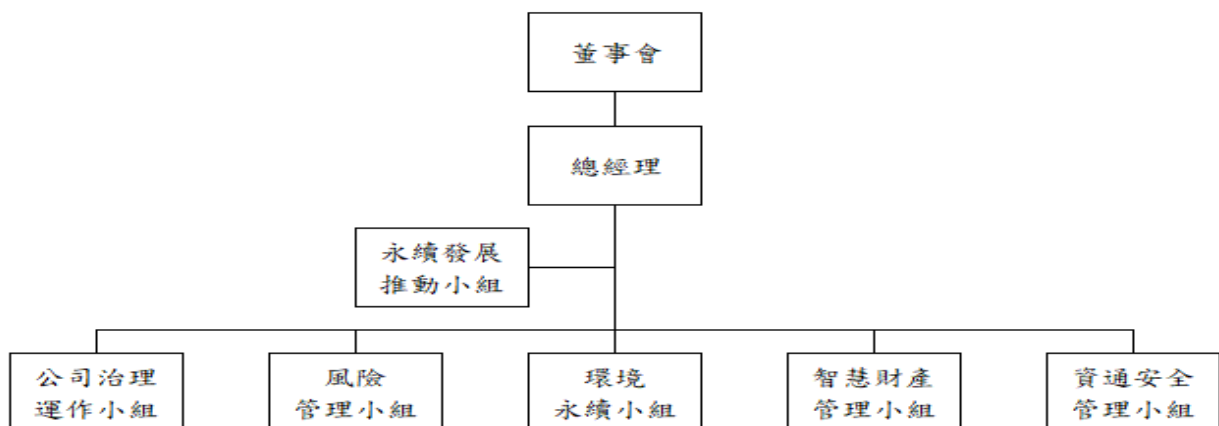 董事會
總經理
永續發展
推動小組
公司治理
運作小組
風險
管理小組
環境
永續小組
智慧財產
管理小組
資通安全
管理小組